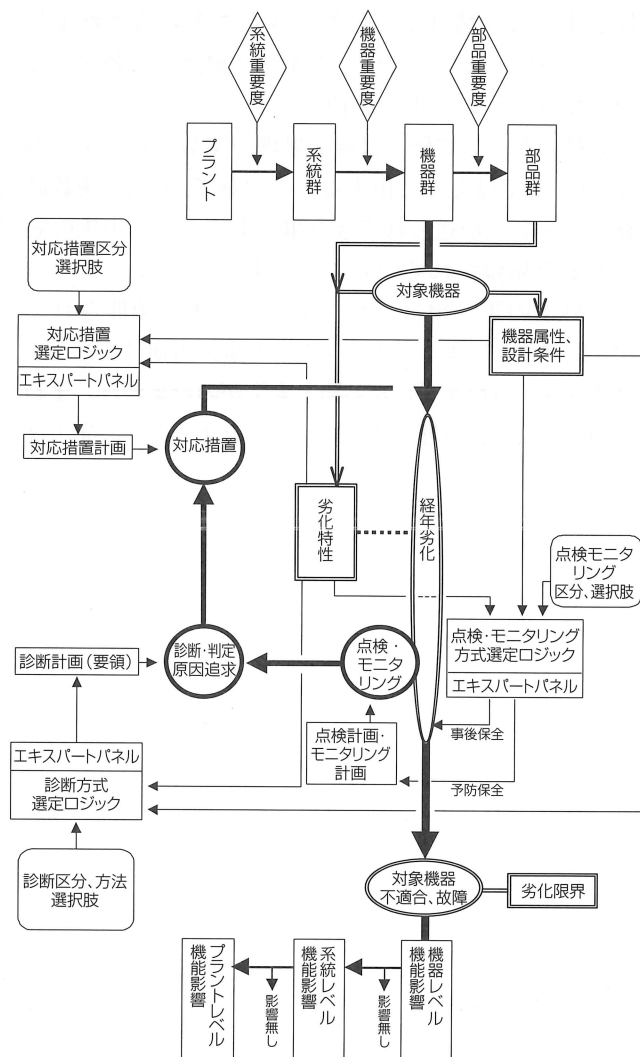 系統重要度
機器重要度
部品重要度
プラント
系統群
機器群
部品群
対応措置区分
選択肢
対象機器
対応措置
選定ロジック
エキスパートパネル
機器属性、
設計条件
対応措置計画
対応措置
劣化特性
経年劣化
点検モニタ
リング
区分、選択肢
診断計画(要領)
診断・判定
原因追求
点検・
モニタ
リング
点検・モニタリング
方式選定ロジック
エキスパートパネル
点検計画・
モニタリング
計画
事後保全
予防保全
エキスパートパネル
診断方式
選定ロジック
診断区分、方法
選択肢
対象機器
不適合、故障
劣化限界
プラントレベル
機能影響
影響無し
系統レベル
機能影響
影響無し
機器レベル
機能影響